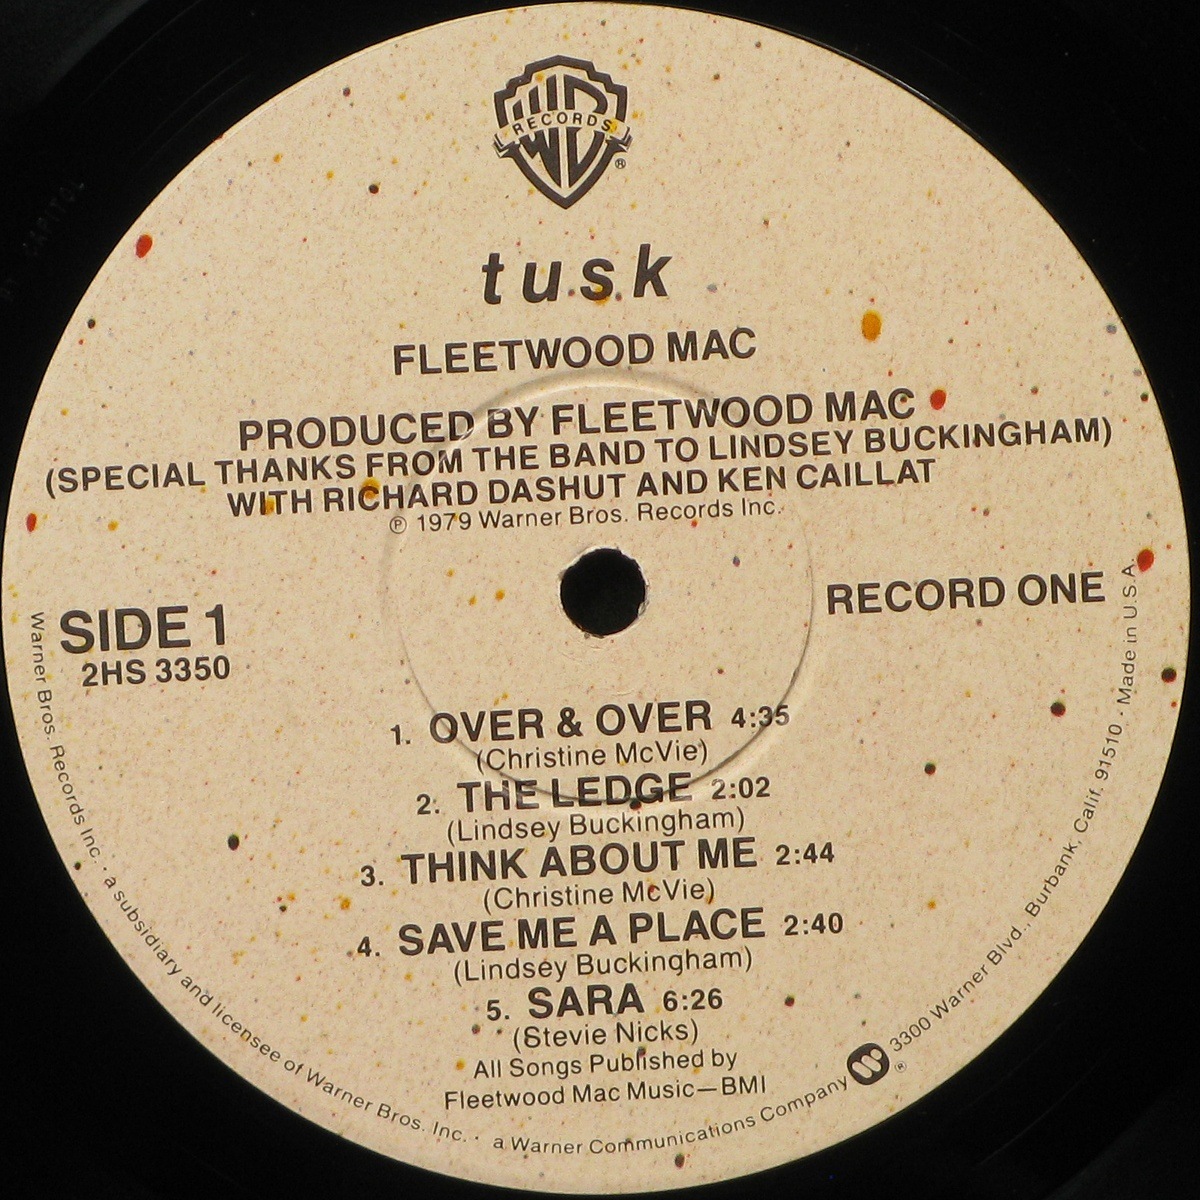 WB
RECORDS
®
tusk
FLEETWOOD MAC
PRODUCED BY FLEETWOOD MAC
(SPECIAL THANKS FROM THE BAND TO LINDSEY BUCKINGHAM)
WITH RICHARD DASHUT AND KEN CAILLAT
℗ 1979 Warner Bros. Records Inc.
SIDE 1
2HS 3350
RECORD ONE
1. OVER & OVER 4:35
(Christine McVie)
2. THE LEDGE 2:02
(Lindsey Buckingham)
3. THINK ABOUT ME 2:44
(Christine McVie)
4. SAVE ME A PLACE 2:40
(Lindsey Buckingham)
5. SARA 6:26
(Stevie Nicks)
All Songs Published by
Fleetwood Mac Music—BMI
Warner Bros. Records Inc. · a subsidiary and licensee of Warner Bros. Inc. · a Warner Communications Company ® 3300 Warner Blvd., Burbank, Calif. 91510 · Made in U.S.A.